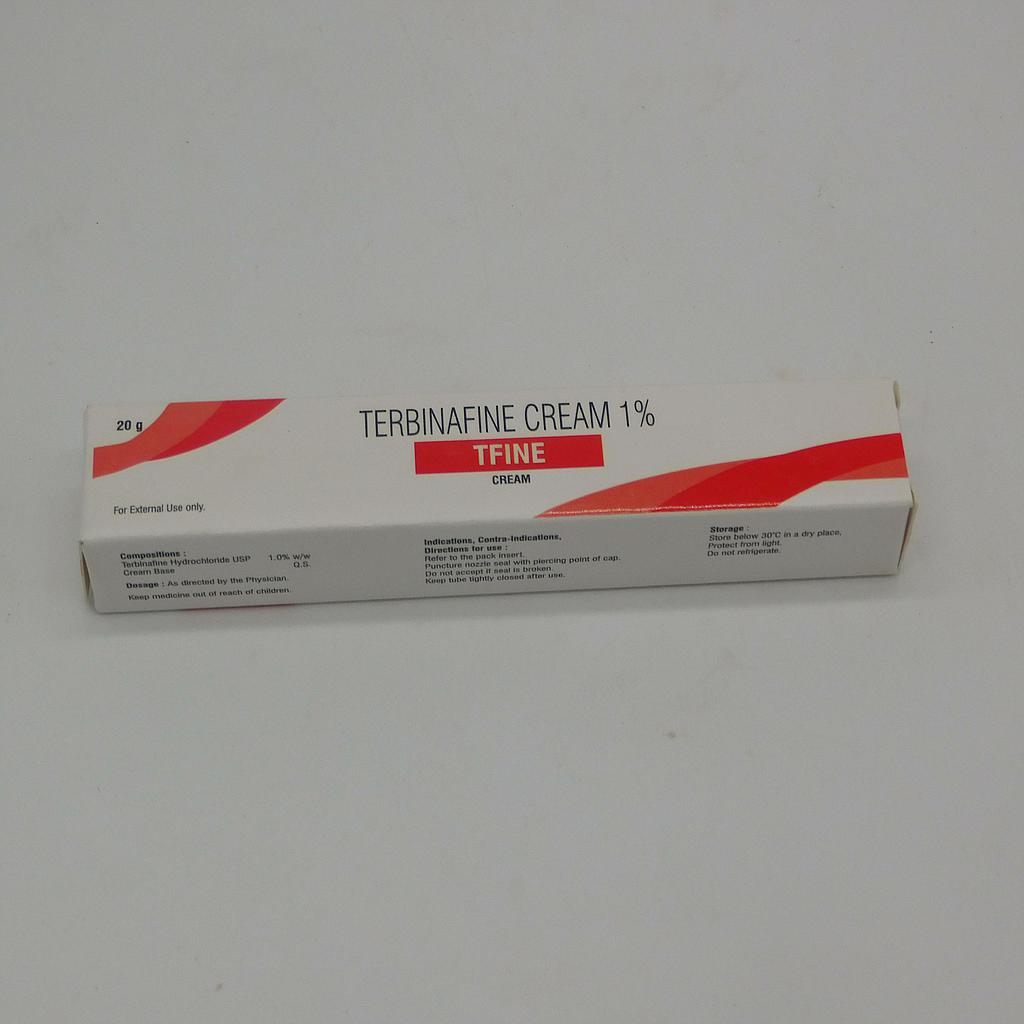 20 g
TERBINAFINE CREAM 1%
TFINE
CREAM
For External Use only.
Compositions :
Terbinafine Hydrochloride USP 1.0% w/w
Cream Base Q.S.
Dosage : As directed by the Physician.
Keep medicine out of reach of children.
Indications, Contra-indications,
Directions for use :
Refer to the pack insert.
Puncture nozzle seal with piercing point of cap.
Do not accept if seal is broken.
Keep tube tightly closed after use.
Storage :
Store below 30°C in a dry place,
Protect from light.
Do not refrigerate.